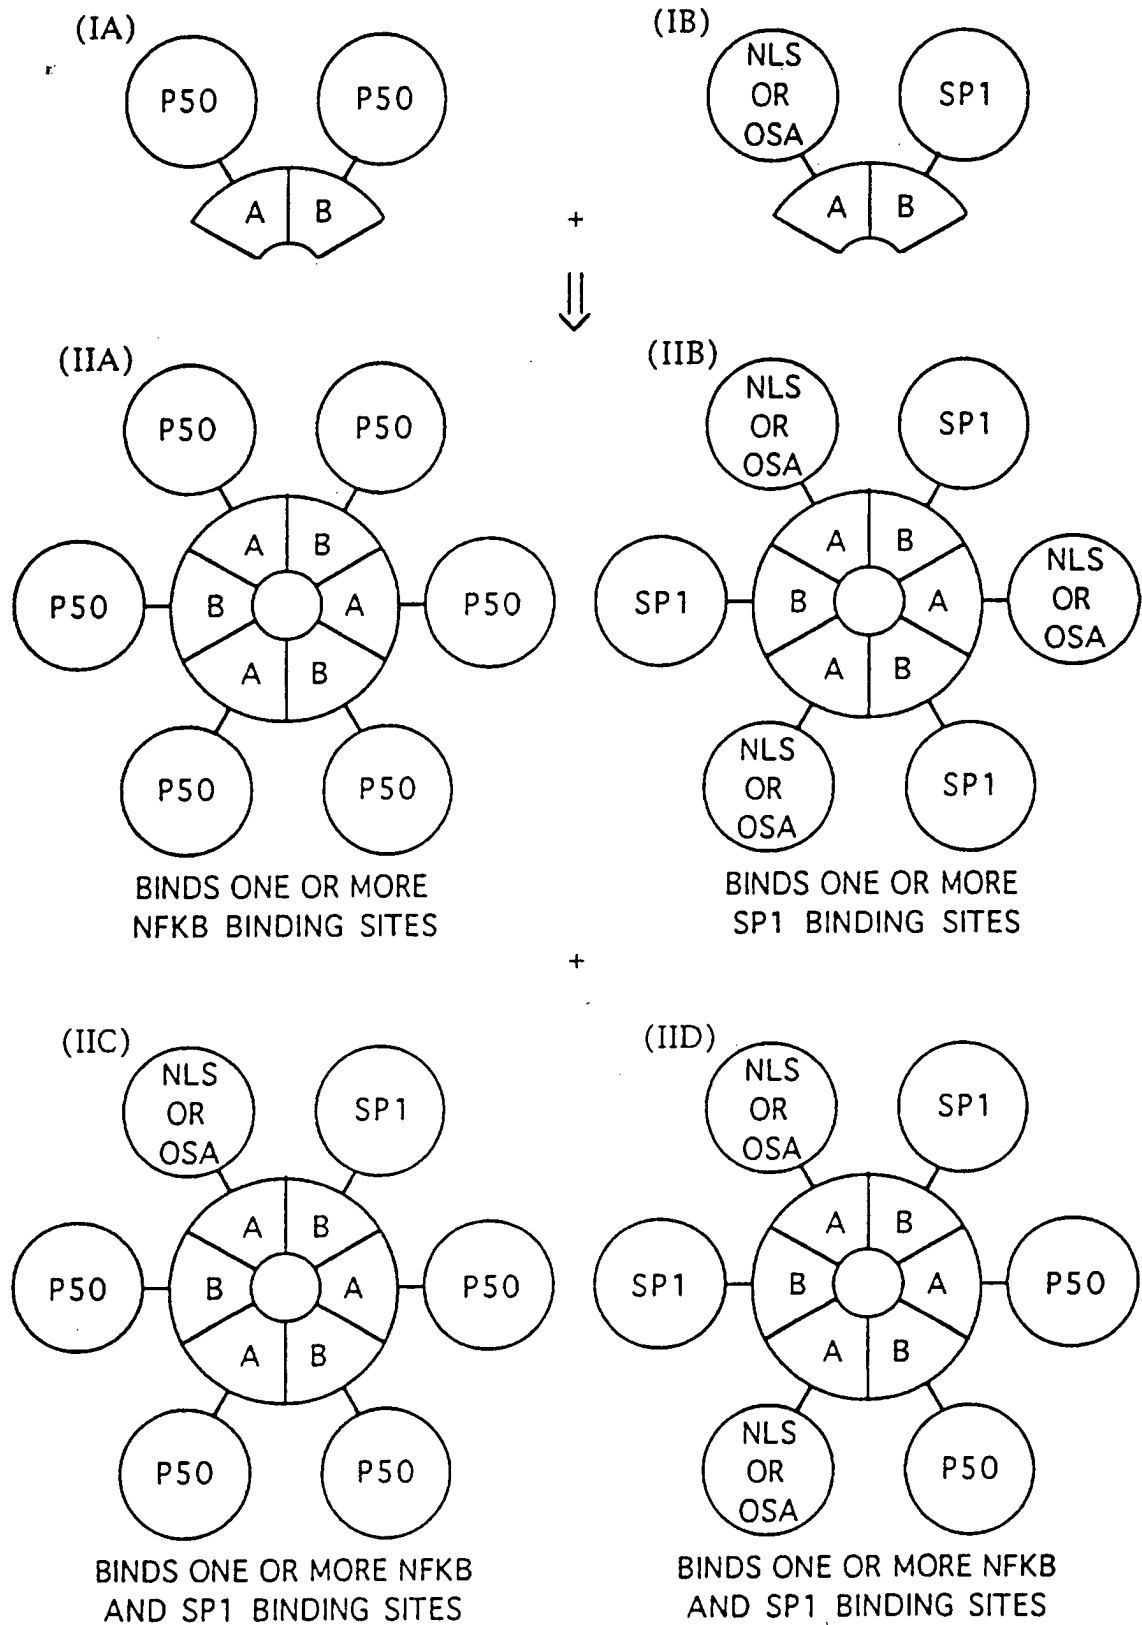 (IA)
P50
P50
A
B
(IB)
NLS
OR
OSA
SP1
A
B
+
(IIA)
P50
P50
A
B
P50
B
A
P50
A
B
P50
P50
BINDS ONE OR MORE
NFKB BINDING SITES
(IIB)
NLS
OR
OSA
SP1
A
B
SP1
B
A
NLS
OR
OSA
A
B
NLS
OR
OSA
SP1
BINDS ONE OR MORE
SP1 BINDING SITES
+
(IIC)
NLS
OR
OSA
SP1
A
B
P50
B
A
P50
A
B
P50
P50
BINDS ONE OR MORE NFKB
AND SP1 BINDING SITES
(IID)
NLS
OR
OSA
SP1
A
B
SP1
B
A
P50
A
B
NLS
OR
OSA
P50
BINDS ONE OR MORE NFKB
AND SP1 BINDING SITES